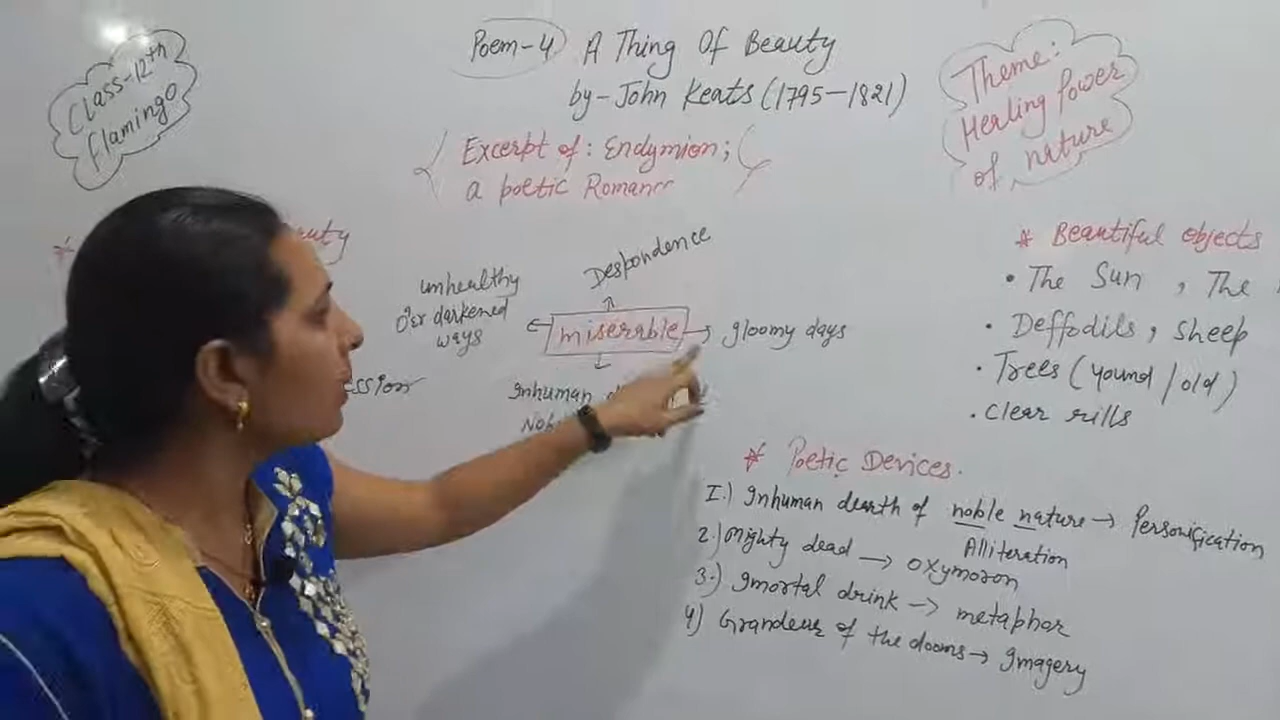 Class-12th
Flamingo
Poem-4 A Thing Of Beauty
by-John Keats (1795-1821)
Excerpt of: Endymion;
a poetic Romance
Theme:
Healing Power
of nature
Despondence
unhealthy
O'er darkened
ways
miserable
gloomy days
Inhuman
* Beautiful objects
• The Sun, The
• Deffodils, Sheep
• Trees (Yound/old)
• Clear rills
* Poetic Devices.
I.) Inhuman dearth of noble nature → Personification
Alliteration
2.) Mighty dead → oxymoron
3.) Imortal drink → metaphor
4) Grandeur of the dooms → Imagery